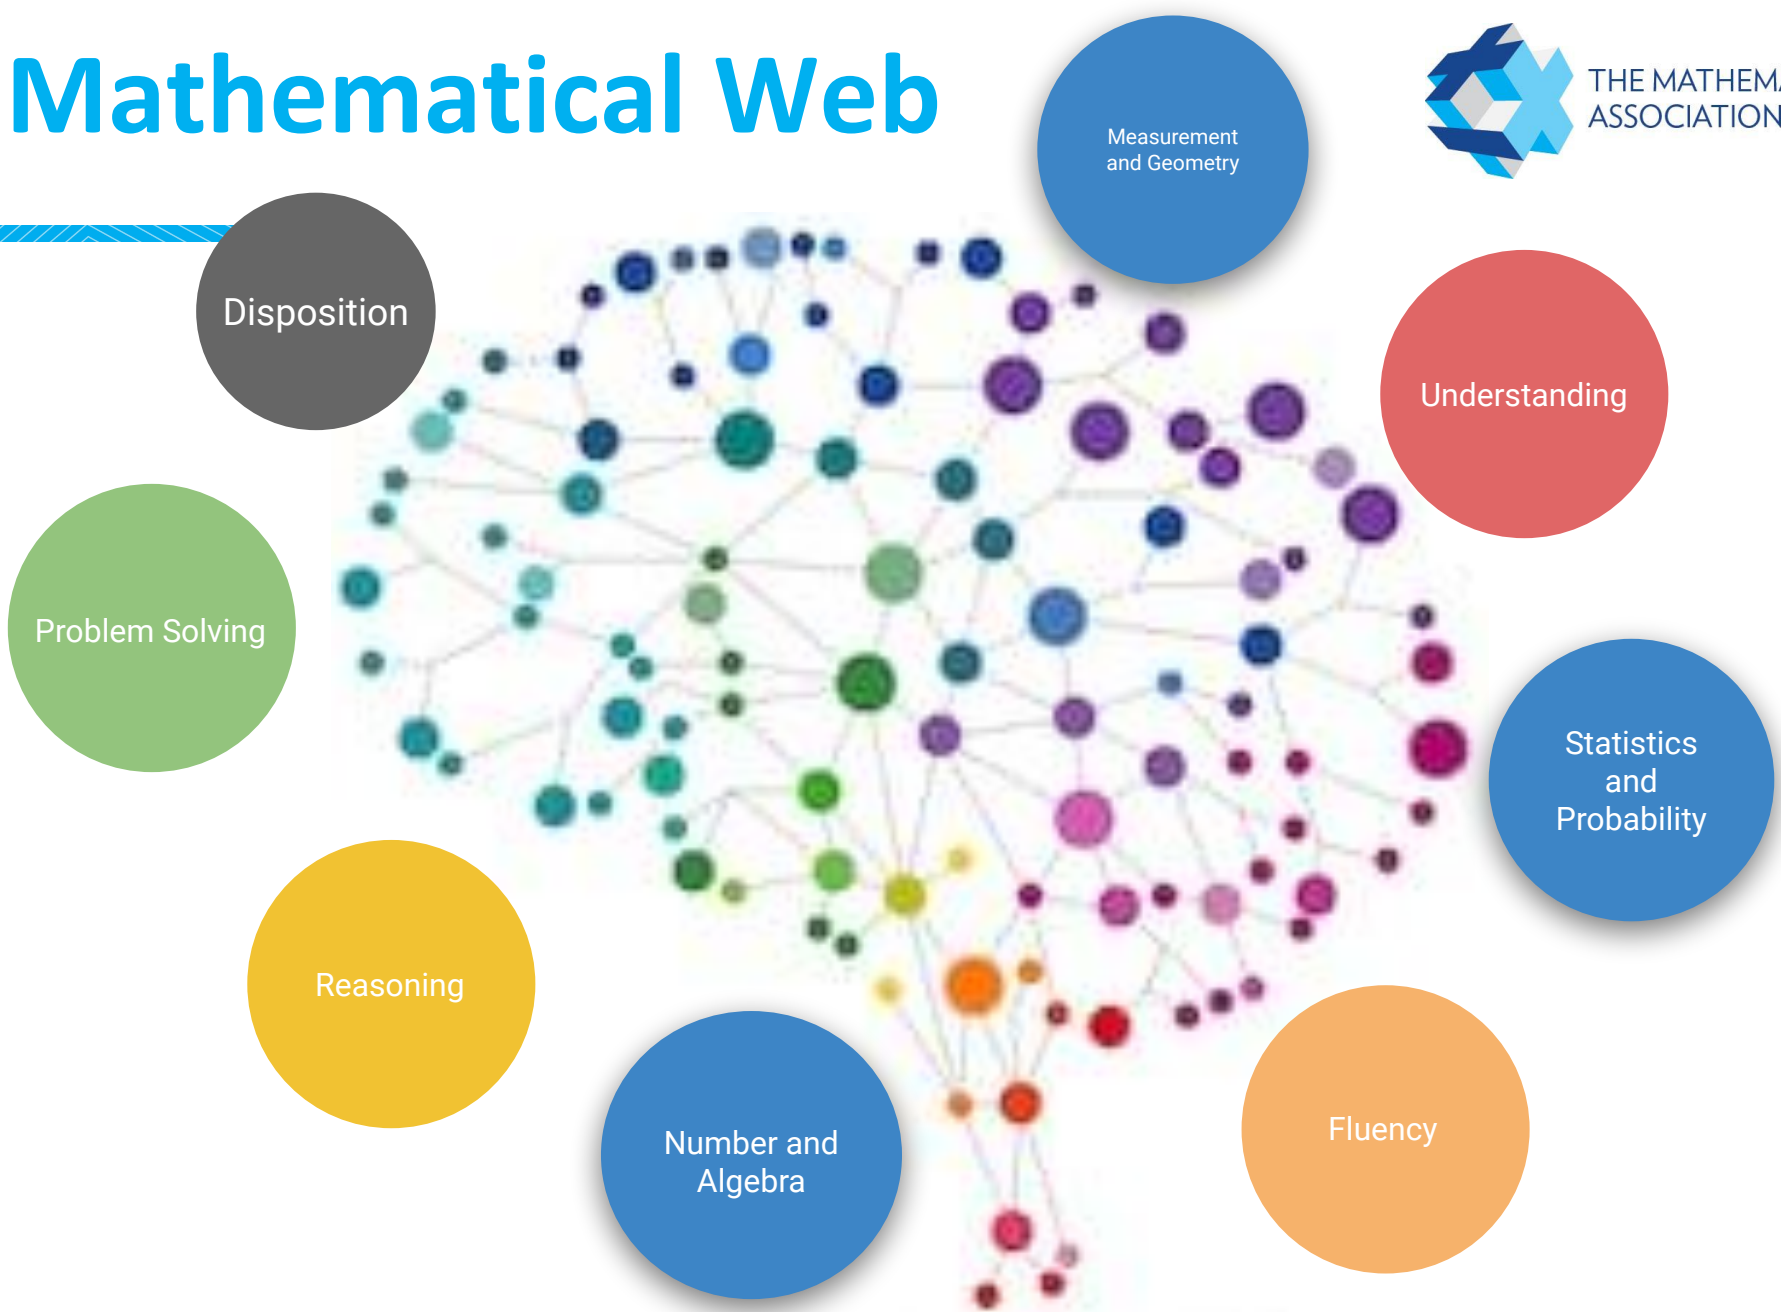 Mathematical Web
THE MATHEMA
ASSOCIATION
Measurement
and Geometry
Disposition
Understanding
Problem Solving
Statistics
and
Probability
Reasoning
Number and
Algebra
Fluency